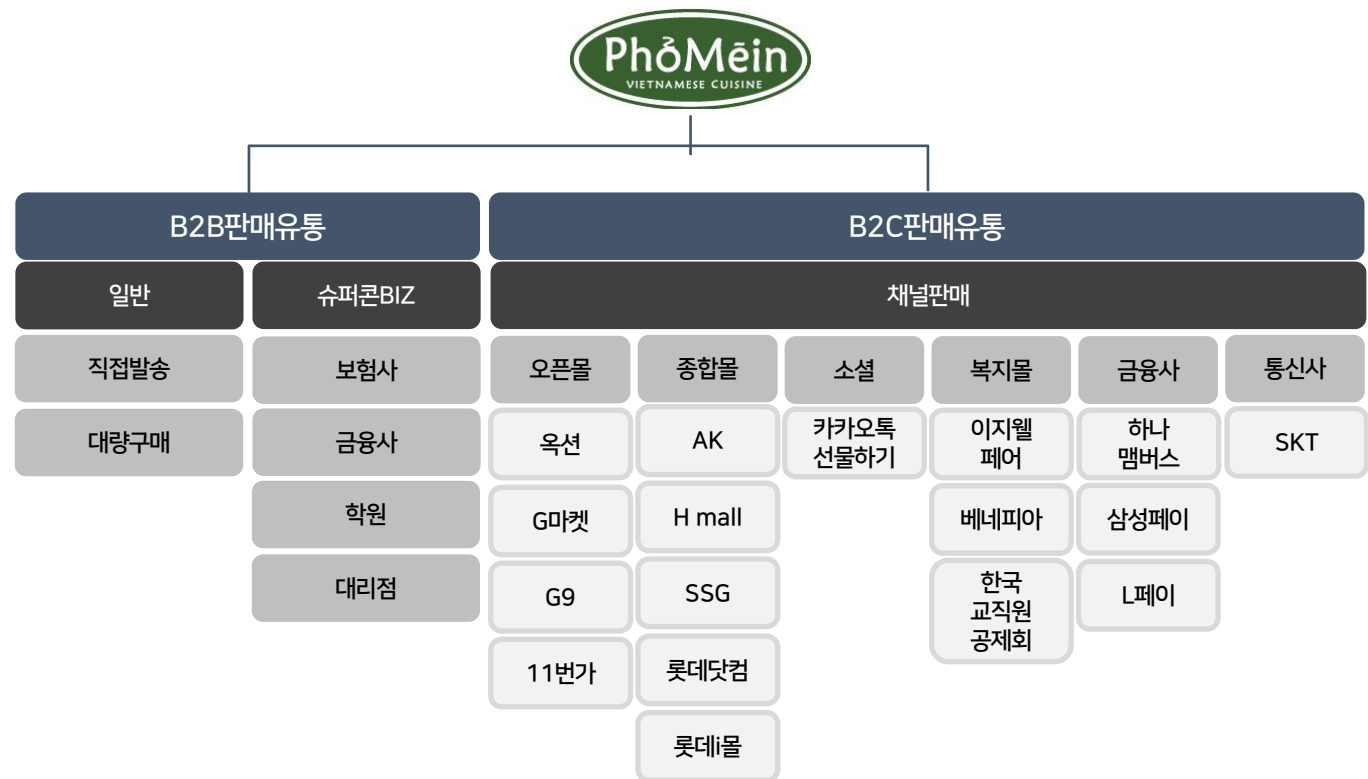 PhởMēin
VIETNAMESE CUISINE
B2B판매유통
B2C판매유통
일반
슈퍼콘BIZ
채널판매
직접발송
보험사
오픈몰
종합몰
소셜
복지몰
금융사
통신사
대량구매
금융사
옥션
AK
카카오톡
선물하기
이지웰
페어
하나
맴버스
SKT
학원
G마켓
H mall
베네피아
삼성페이
대리점
G9
SSG
한국
교직원
공제회
L페이
11번가
롯데닷컴
롯데i몰